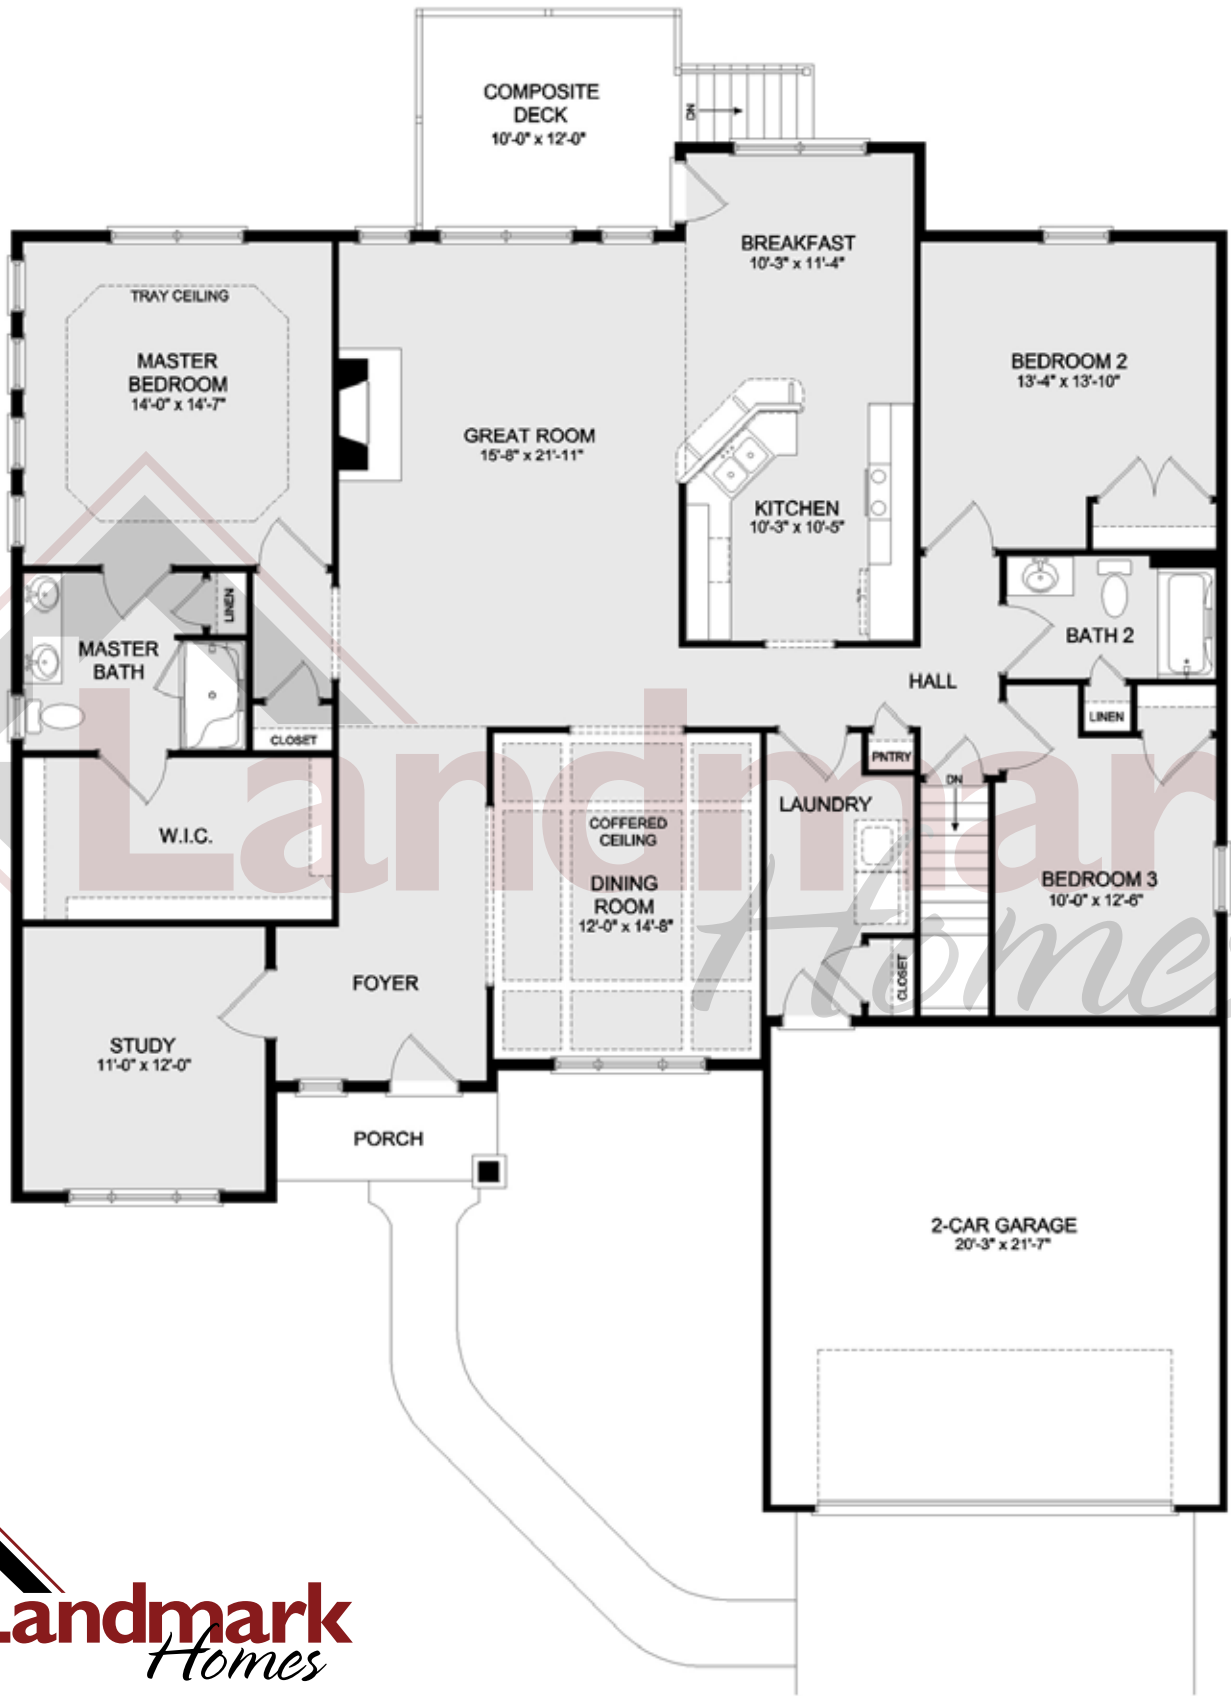 COMPOSITE
DECK
10'-0" x 12'-0"
DN
BREAKFAST
10'-3" x 11'-4"
TRAY CEILING
MASTER
BEDROOM
14'-0" x 14'-7"
BEDROOM 2
13'-4" x 13'-10"
GREAT ROOM
15'-8" x 21'-11"
KITCHEN
10'-3" x 10'-5"
LINEN
MASTER
BATH
BATH 2
HALL
LINEN
CLOSET
PNTRY
DN
LAUNDRY
W.I.C.
COFFERED
CEILING
DINING
ROOM
12'-0" x 14'-8"
BEDROOM 3
10'-0" x 12'-6"
CLOSET
FOYER
STUDY
11'-0" x 12'-0"
PORCH
2-CAR GARAGE
20'-3" x 21'-7"
Landmar
Home
Landmark
Homes